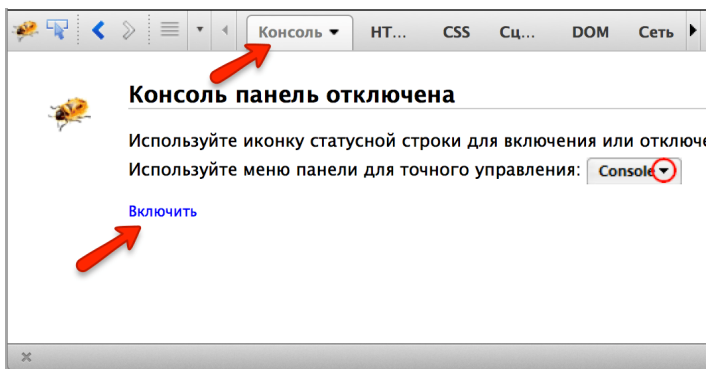 Консоль НТ... CSS Сц... DOM Сеть
Консоль панель отключена
Используйте иконку статусной строки для включения или отключе
Используйте меню панели для точного управления: Console
Включить